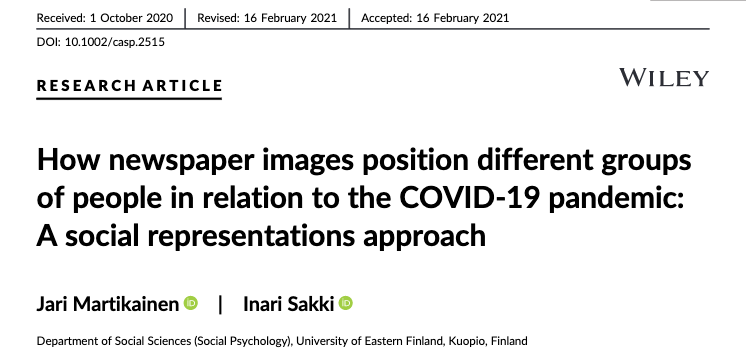 Received: 1 October 2020 | Revised: 16 February 2021 | Accepted: 16 February 2021
DOI: 10.1002/casp.2515
WILEY
RESEARCH ARTICLE
How newspaper images position different groups
of people in relation to the COVID-19 pandemic:
A social representations approach
Jari Martikainen iD | Inari Sakki iD
Department of Social Sciences (Social Psychology), University of Eastern Finland, Kuopio, Finland